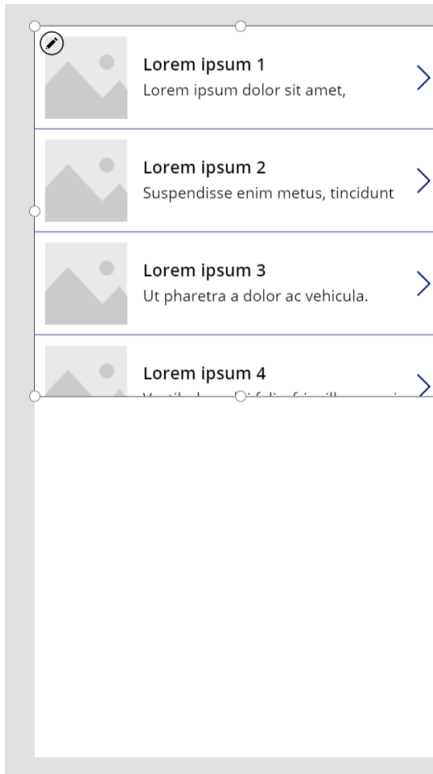 Lorem ipsum 1
Lorem ipsum dolor sit amet,
Lorem ipsum 2
Suspendisse enim metus, tincidunt
Lorem ipsum 3
Ut pharetra a dolor ac vehicula.
Lorem ipsum 4